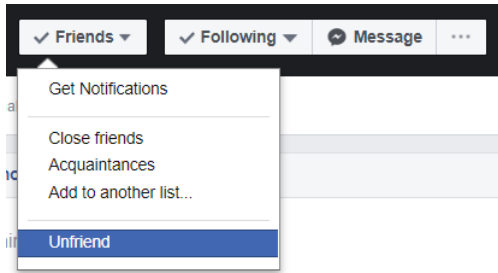 Friends Following Message ...
Get Notifications
Close friends
Acquaintances
Add to another list...
Unfriend